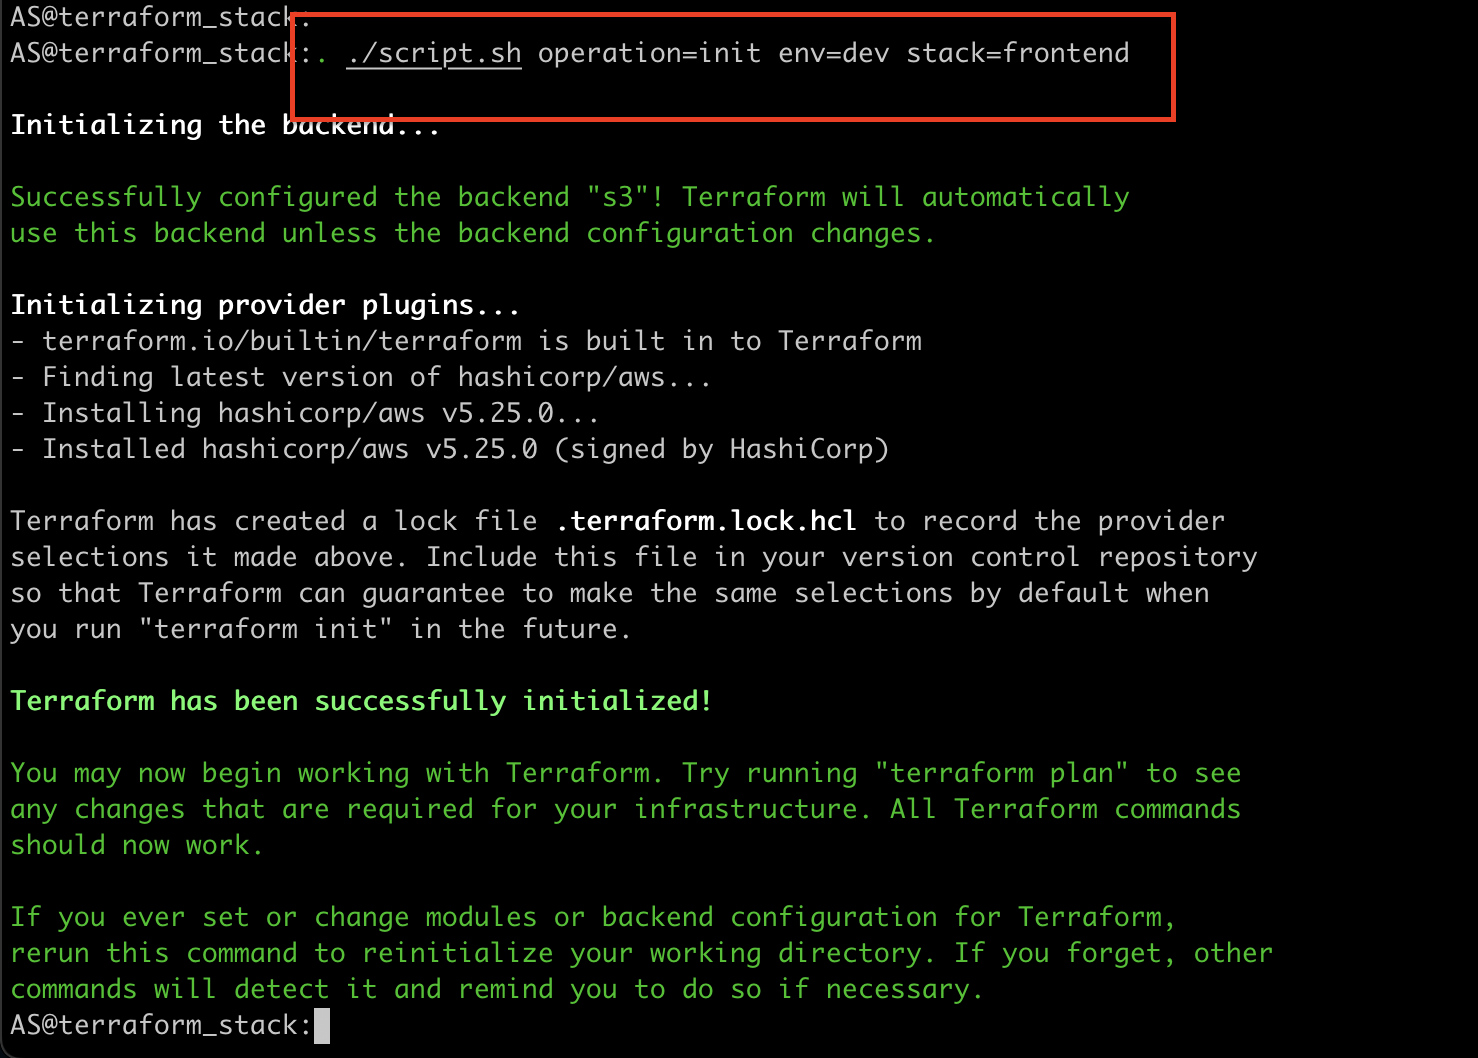 AS@terraform_stack:
AS@terraform_stack:. ./script.sh operation=init env=dev stack=frontend
Initializing the backend...
Successfully configured the backend "s3"! Terraform will automatically
use this backend unless the backend configuration changes.
Initializing provider plugins...
- terraform.io/builtin/terraform is built in to Terraform
- Finding latest version of hashicorp/aws...
- Installing hashicorp/aws v5.25.0...
- Installed hashicorp/aws v5.25.0 (signed by HashiCorp)
Terraform has created a lock file .terraform.lock.hcl to record the provider
selections it made above. Include this file in your version control repository
so that Terraform can guarantee to make the same selections by default when
you run "terraform init" in the future.
Terraform has been successfully initialized!
You may now begin working with Terraform. Try running "terraform plan" to see
any changes that are required for your infrastructure. All Terraform commands
should now work.
If you ever set or change modules or backend configuration for Terraform,
rerun this command to reinitialize your working directory. If you forget, other
commands will detect it and remind you to do so if necessary.
AS@terraform_stack: